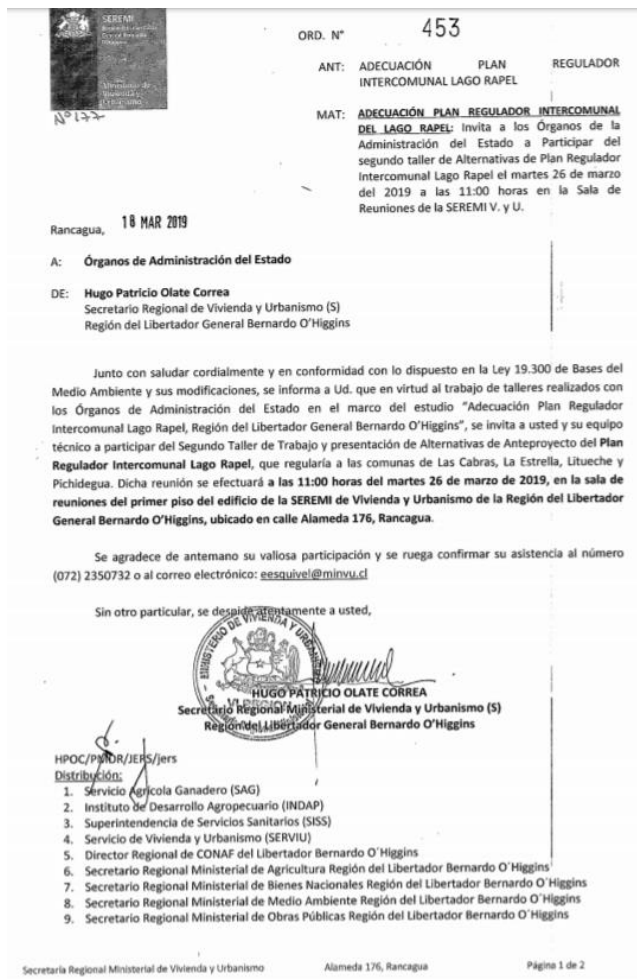 SEREMI
Ministerio de
Vivienda y
Urbanismo
Nº177
ORD. N° 453
ANT: ADECUACIÓN PLAN REGULADOR
INTERCOMUNAL LAGO RAPEL
MAT: ADECUACIÓN PLAN REGULADOR INTERCOMUNAL
DEL LAGO RAPEL: Invita a los Órganos de la
Administración del Estado a Participar del
segundo taller de Alternativas de Plan Regulador
Intercomunal Lago Rapel el martes 26 de marzo
del 2019 a las 11:00 horas en la Sala de
Reuniones de la SEREMI V. y U.
Rancagua, 18 MAR 2019
A: Órganos de Administración del Estado
DE: Hugo Patricio Olate Correa
Secretario Regional de Vivienda y Urbanismo (S)
Región del Libertador General Bernardo O'Higgins
Junto con saludar cordialmente y en conformidad con lo dispuesto en la Ley 19.300 de Bases del
Medio Ambiente y sus modificaciones, se informa a Ud. que en virtud al trabajo de talleres realizados con
los Órganos de Administración del Estado en el marco del estudio "Adecuación Plan Regulador
Intercomunal Lago Rapel, Región del Libertador General Bernardo O'Higgins", se invita a usted y su equipo
técnico a participar del Segundo Taller de Trabajo y presentación de Alternativas de Anteproyecto del Plan
Regulador Intercomunal Lago Rapel, que regularía a las comunas de Las Cabras, La Estrella, Litueche y
Pichidegua. Dicha reunión se efectuará a las 11:00 horas del martes 26 de marzo de 2019, en la sala de
reuniones del primer piso del edificio de la SEREMI de Vivienda y Urbanismo de la Región del Libertador
General Bernardo O'Higgins, ubicado en calle Alameda 176, Rancagua.
Se agradece de antemano su valiosa participación y se ruega confirmar su asistencia al número
(072) 2350732 o al correo electrónico: eesquivel@minvu.cl
Sin otro particular, se despide atentamente a usted,
MINISTERIO DE VIVIENDA Y URBANISMO
HUGO PATRICIO OLATE CORREA
Secretario Regional Ministerial de Vivienda y Urbanismo (S)
Región del Libertador General Bernardo O'Higgins
HPOC/PMOR/JERS/jers
Distribución:
1. Servicio Agrícola Ganadero (SAG)
2. Instituto de Desarrollo Agropecuario (INDAP)
3. Superintendencia de Servicios Sanitarios (SISS)
4. Servicio de Vivienda y Urbanismo (SERVIU)
5. Director Regional de CONAF del Libertador Bernardo O´Higgins
6. Secretario Regional Ministerial de Agricultura Región del Libertador Bernardo O´Higgins
7. Secretario Regional Ministerial de Bienes Nacionales Región del Libertador Bernardo O´Higgins
8. Secretario Regional Ministerial de Medio Ambiente Región del Libertador Bernardo O´Higgins
9. Secretario Regional Ministerial de Obras Públicas Región del Libertador Bernardo O´Higgins
Secretaría Regional Ministerial de Vivienda y Urbanismo Alameda 176, Rancagua Página 1 de 2